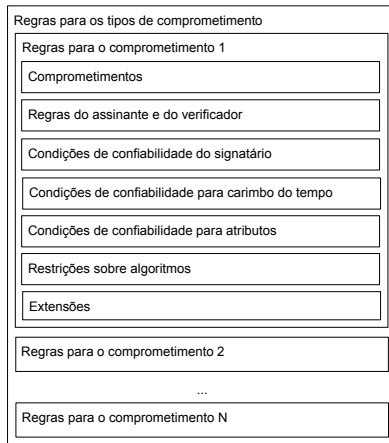 Regras para os tipos de comprometimento
Regras para o comprometimento 1
Comprometimentos
Regras do assinante e do verificador
Condições de confiabilidade do signatário
Condições de confiabilidade para carimbo do tempo
Condições de confiabilidade para atributos
Restrições sobre algoritmos
Extensões
Regras para o comprometimento 2
...
Regras para o comprometimento N